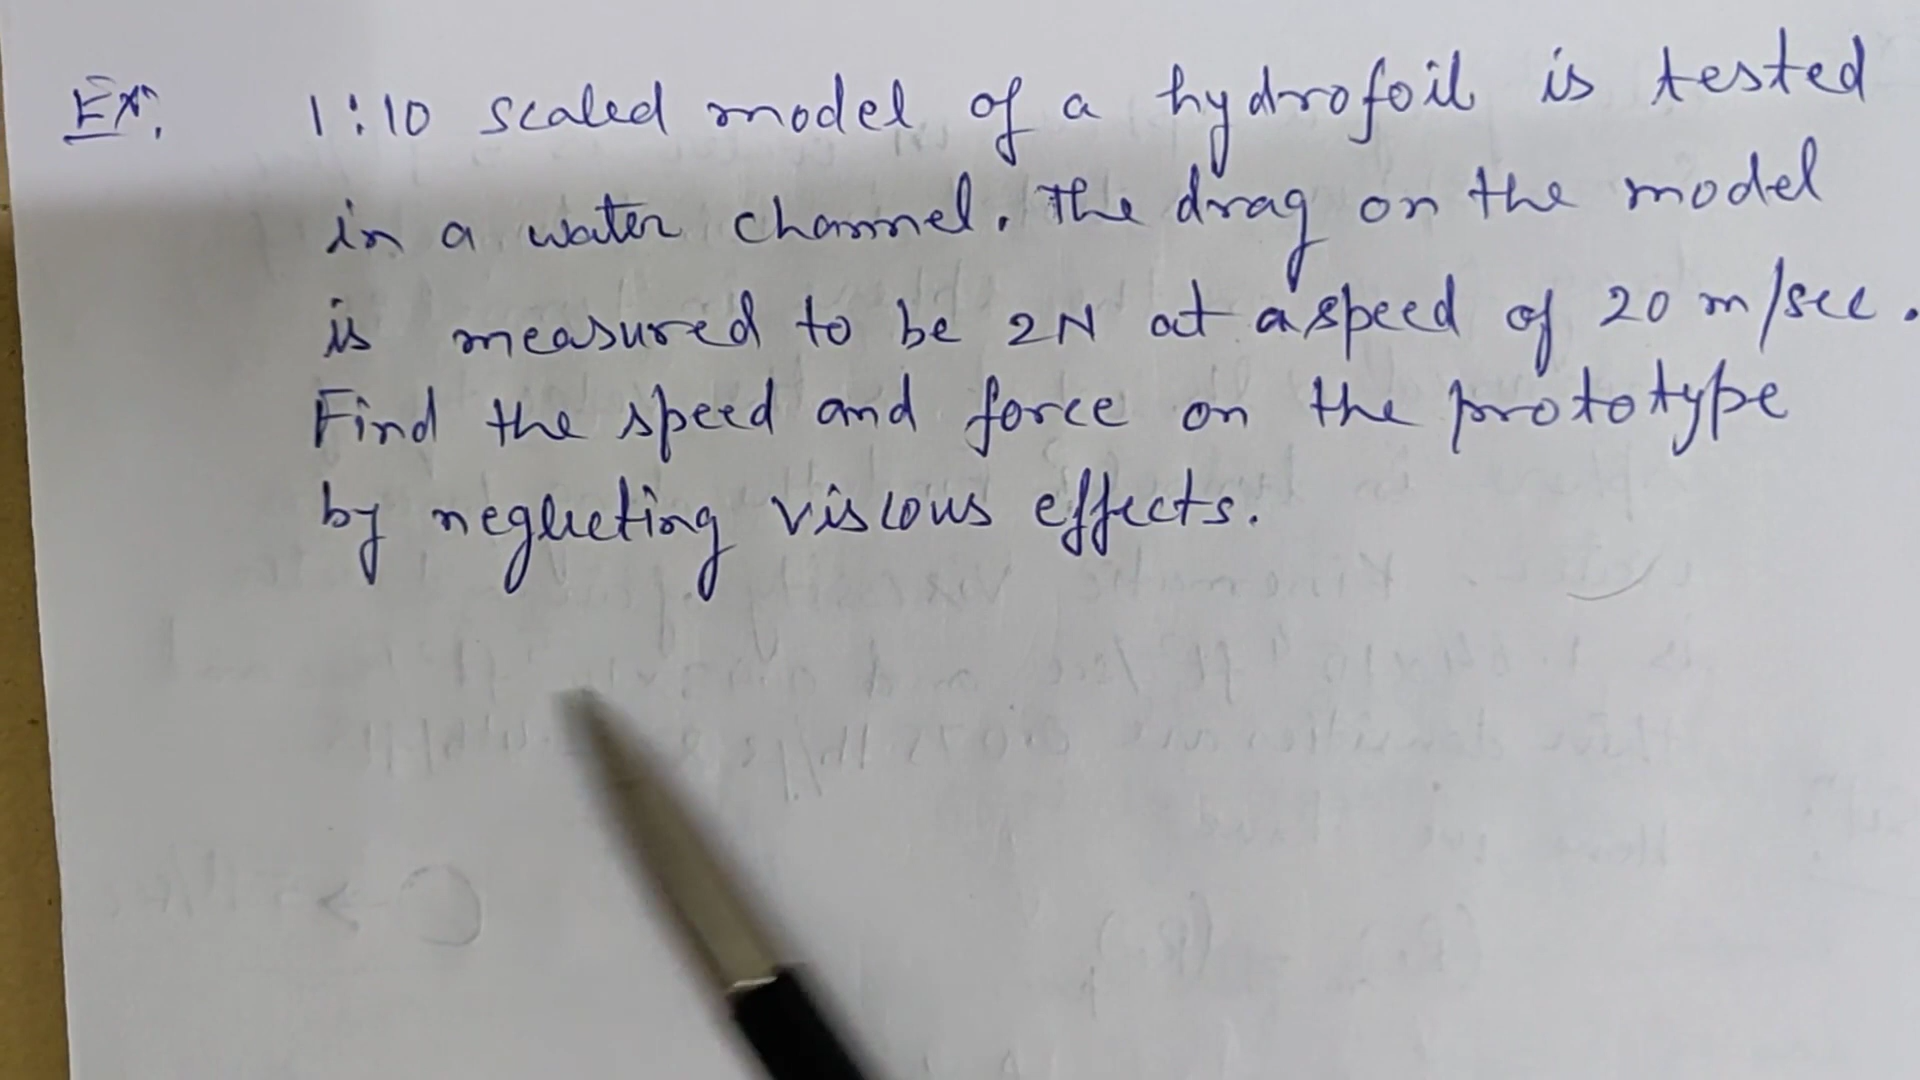 Ex. 1:10 scaled model of a hydrofoil is tested
in a water channel. The drag on the model
is measured to be 2N at a speed of 20 m/sec.
Find the speed and force on the prototype
by neglecting viscous effects.